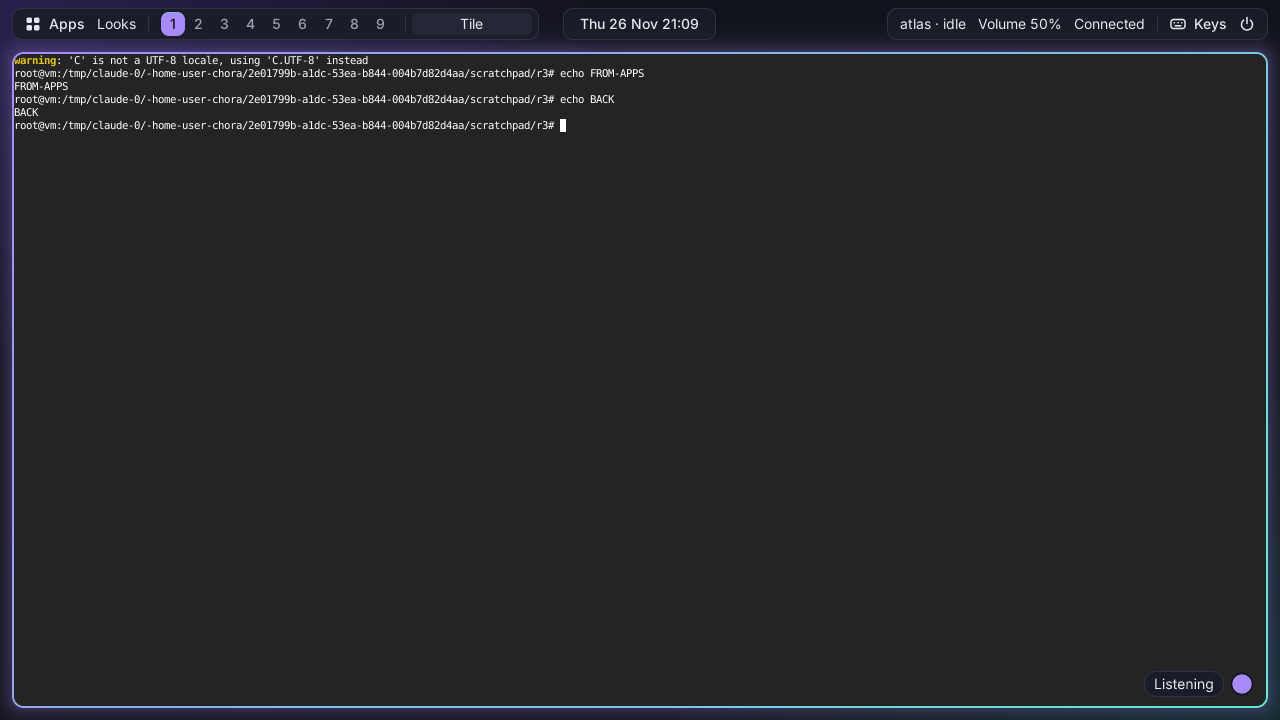 Apps Looks 1 2 3 4 5 6 7 8 9 Tile Thu 26 Nov 21:09 atlas · idle Volume 50% Connected Keys
warning: 'C' is not a UTF-8 locale, using 'C.UTF-8' instead
root@vm:/tmp/claude-0/-home-user-chora/2e01799b-a1dc-53ea-b844-004b7d82d4aa/scratchpad/r3# echo FROM-APPS
FROM-APPS
root@vm:/tmp/claude-0/-home-user-chora/2e01799b-a1dc-53ea-b844-004b7d82d4aa/scratchpad/r3# echo BACK
BACK
root@vm:/tmp/claude-0/-home-user-chora/2e01799b-a1dc-53ea-b844-004b7d82d4aa/scratchpad/r3#
Listening